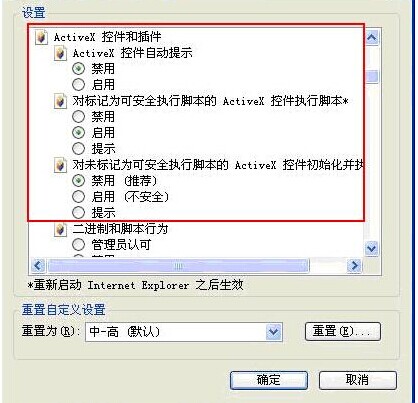 设置
ActiveX 控件和插件
ActiveX 控件自动提示
禁用
启用
对标记为可安全执行脚本的 ActiveX 控件执行脚本*
禁用
启用
提示
对未标记为可安全执行脚本的 ActiveX 控件初始化并执
禁用 (推荐)
启用 (不安全)
提示
二进制和脚本行为
管理员认可
*重新启动 Internet Explorer 之后生效
重置自定义设置
重置为(R): 中-高 (默认) 重置(E)...
确定 取消